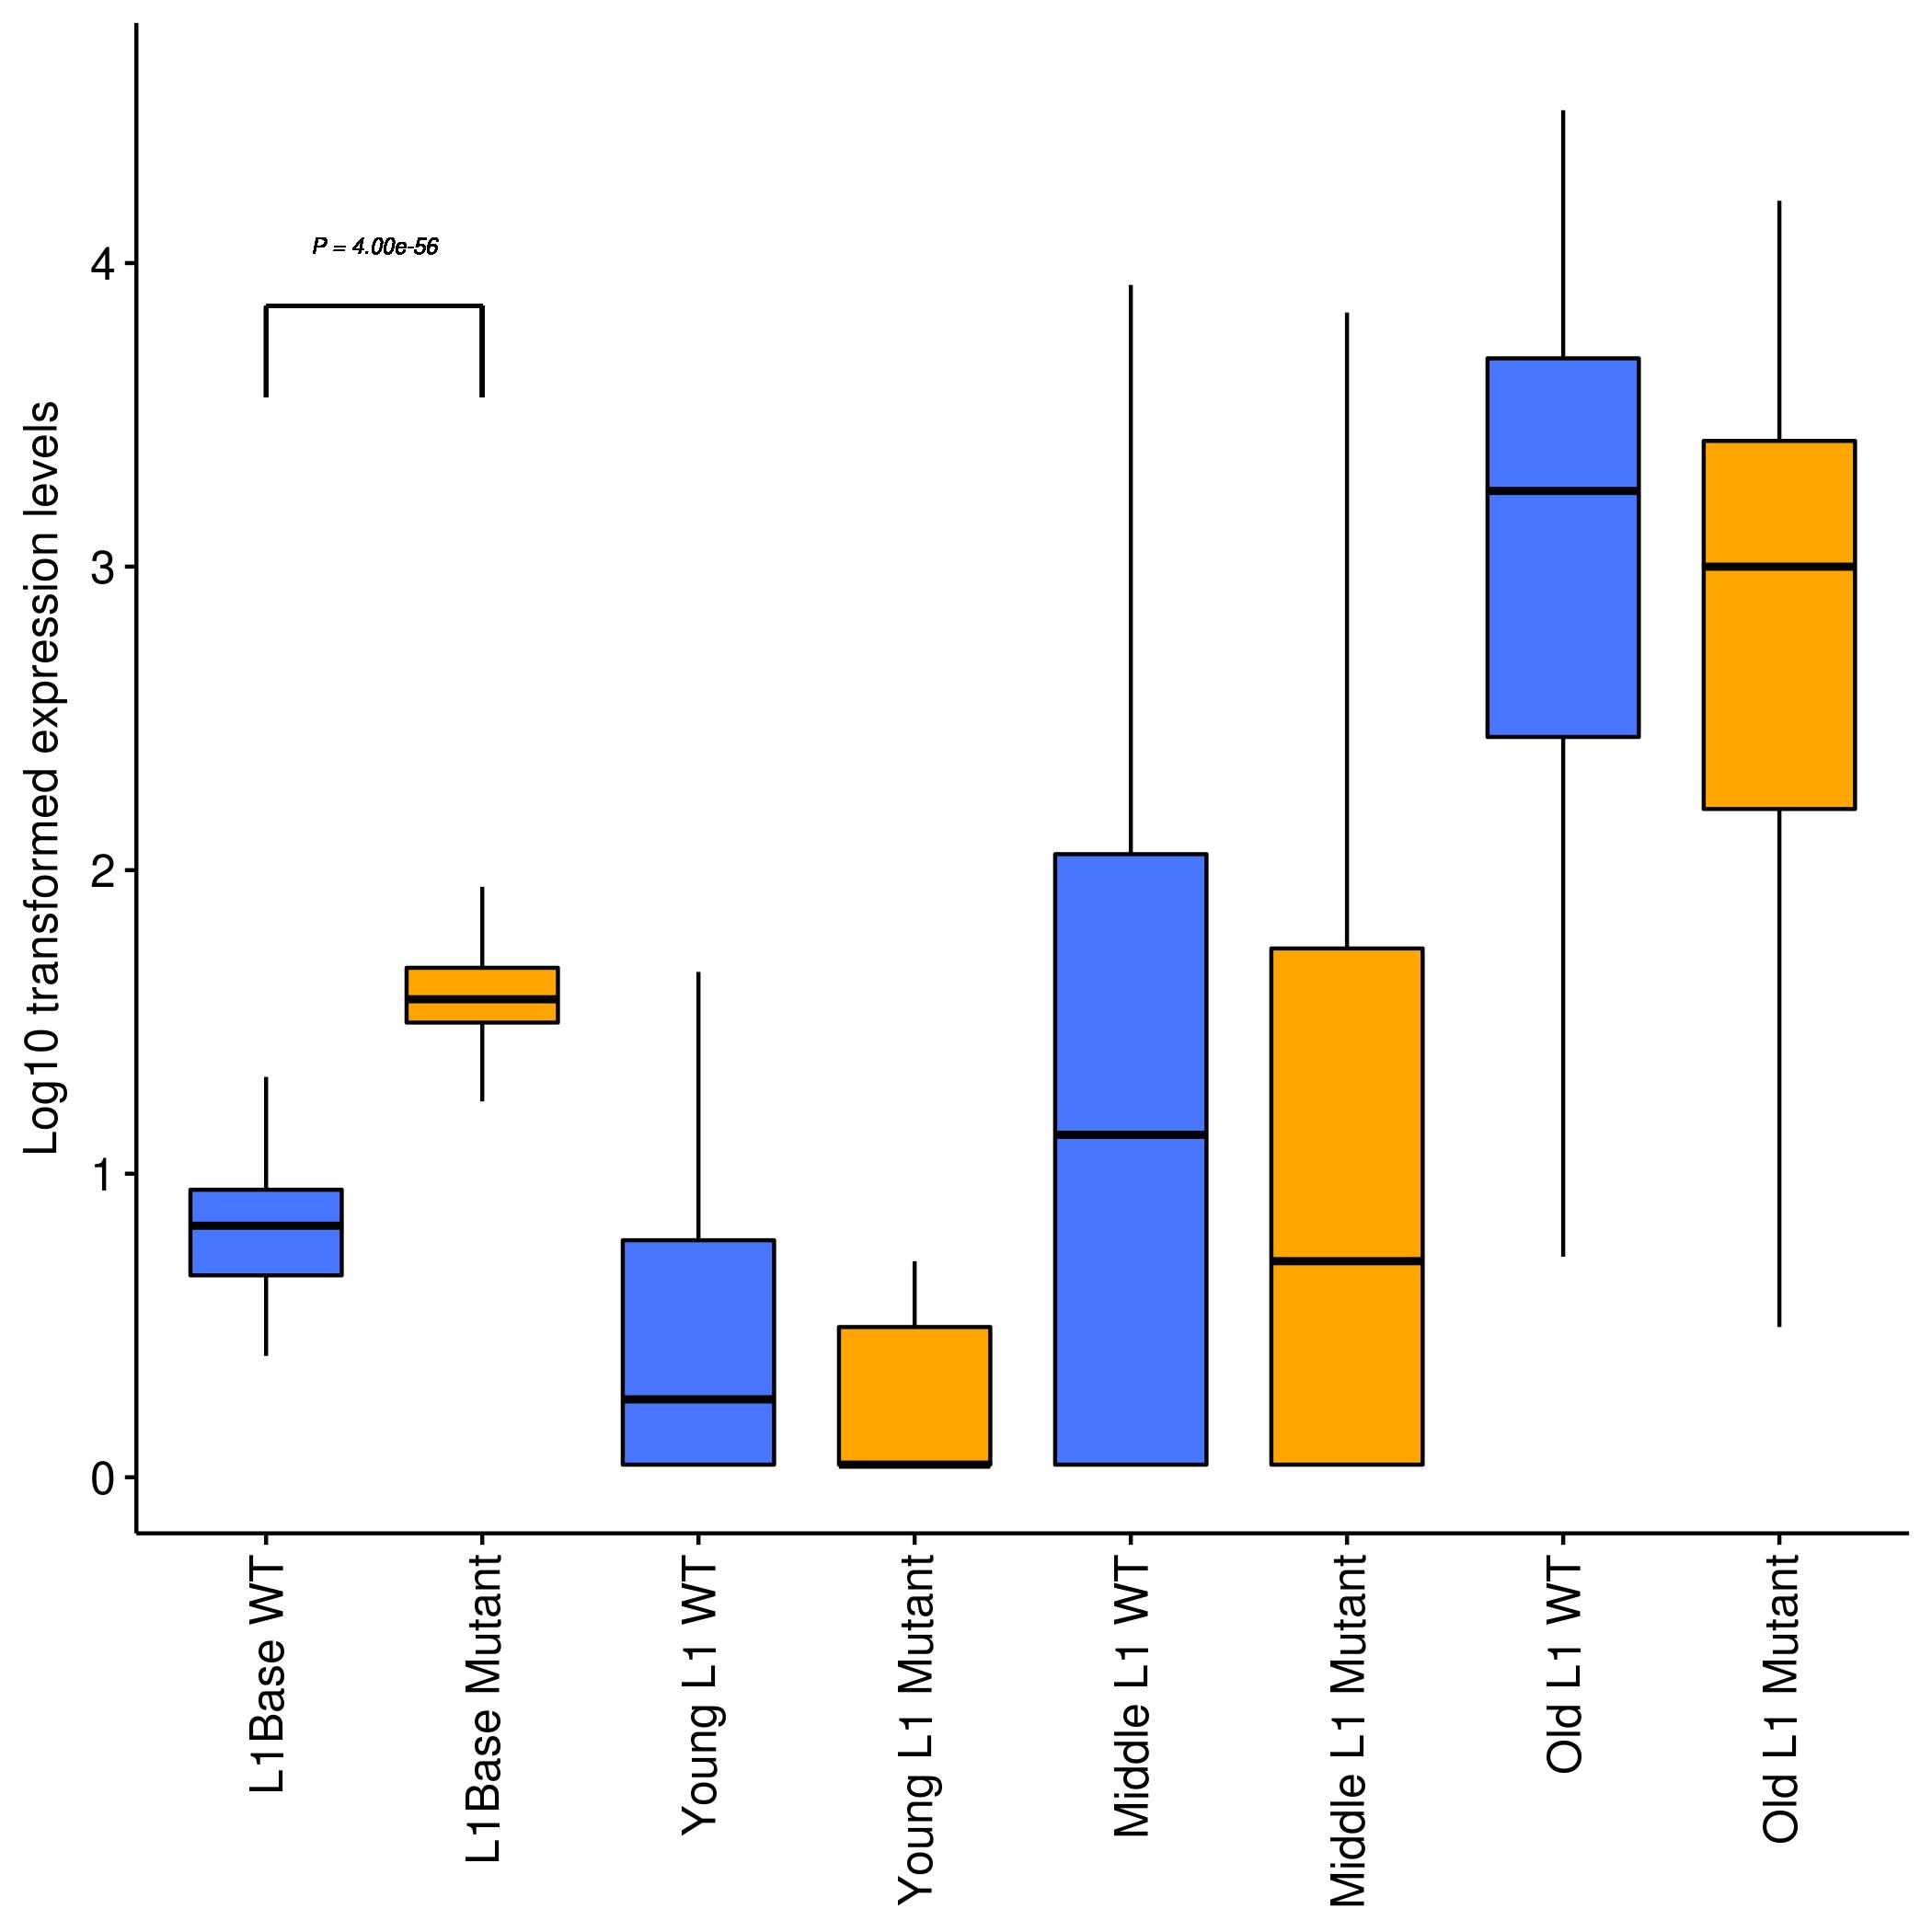 Log10 transformed expression levels
4
3
2
1
0
P = 4.00e-56
L1Base WT
L1Base Mutant
Young L1 WT
Young L1 Mutant
Middle L1 WT
Middle L1 Mutant
Old L1 WT
Old L1 Mutant